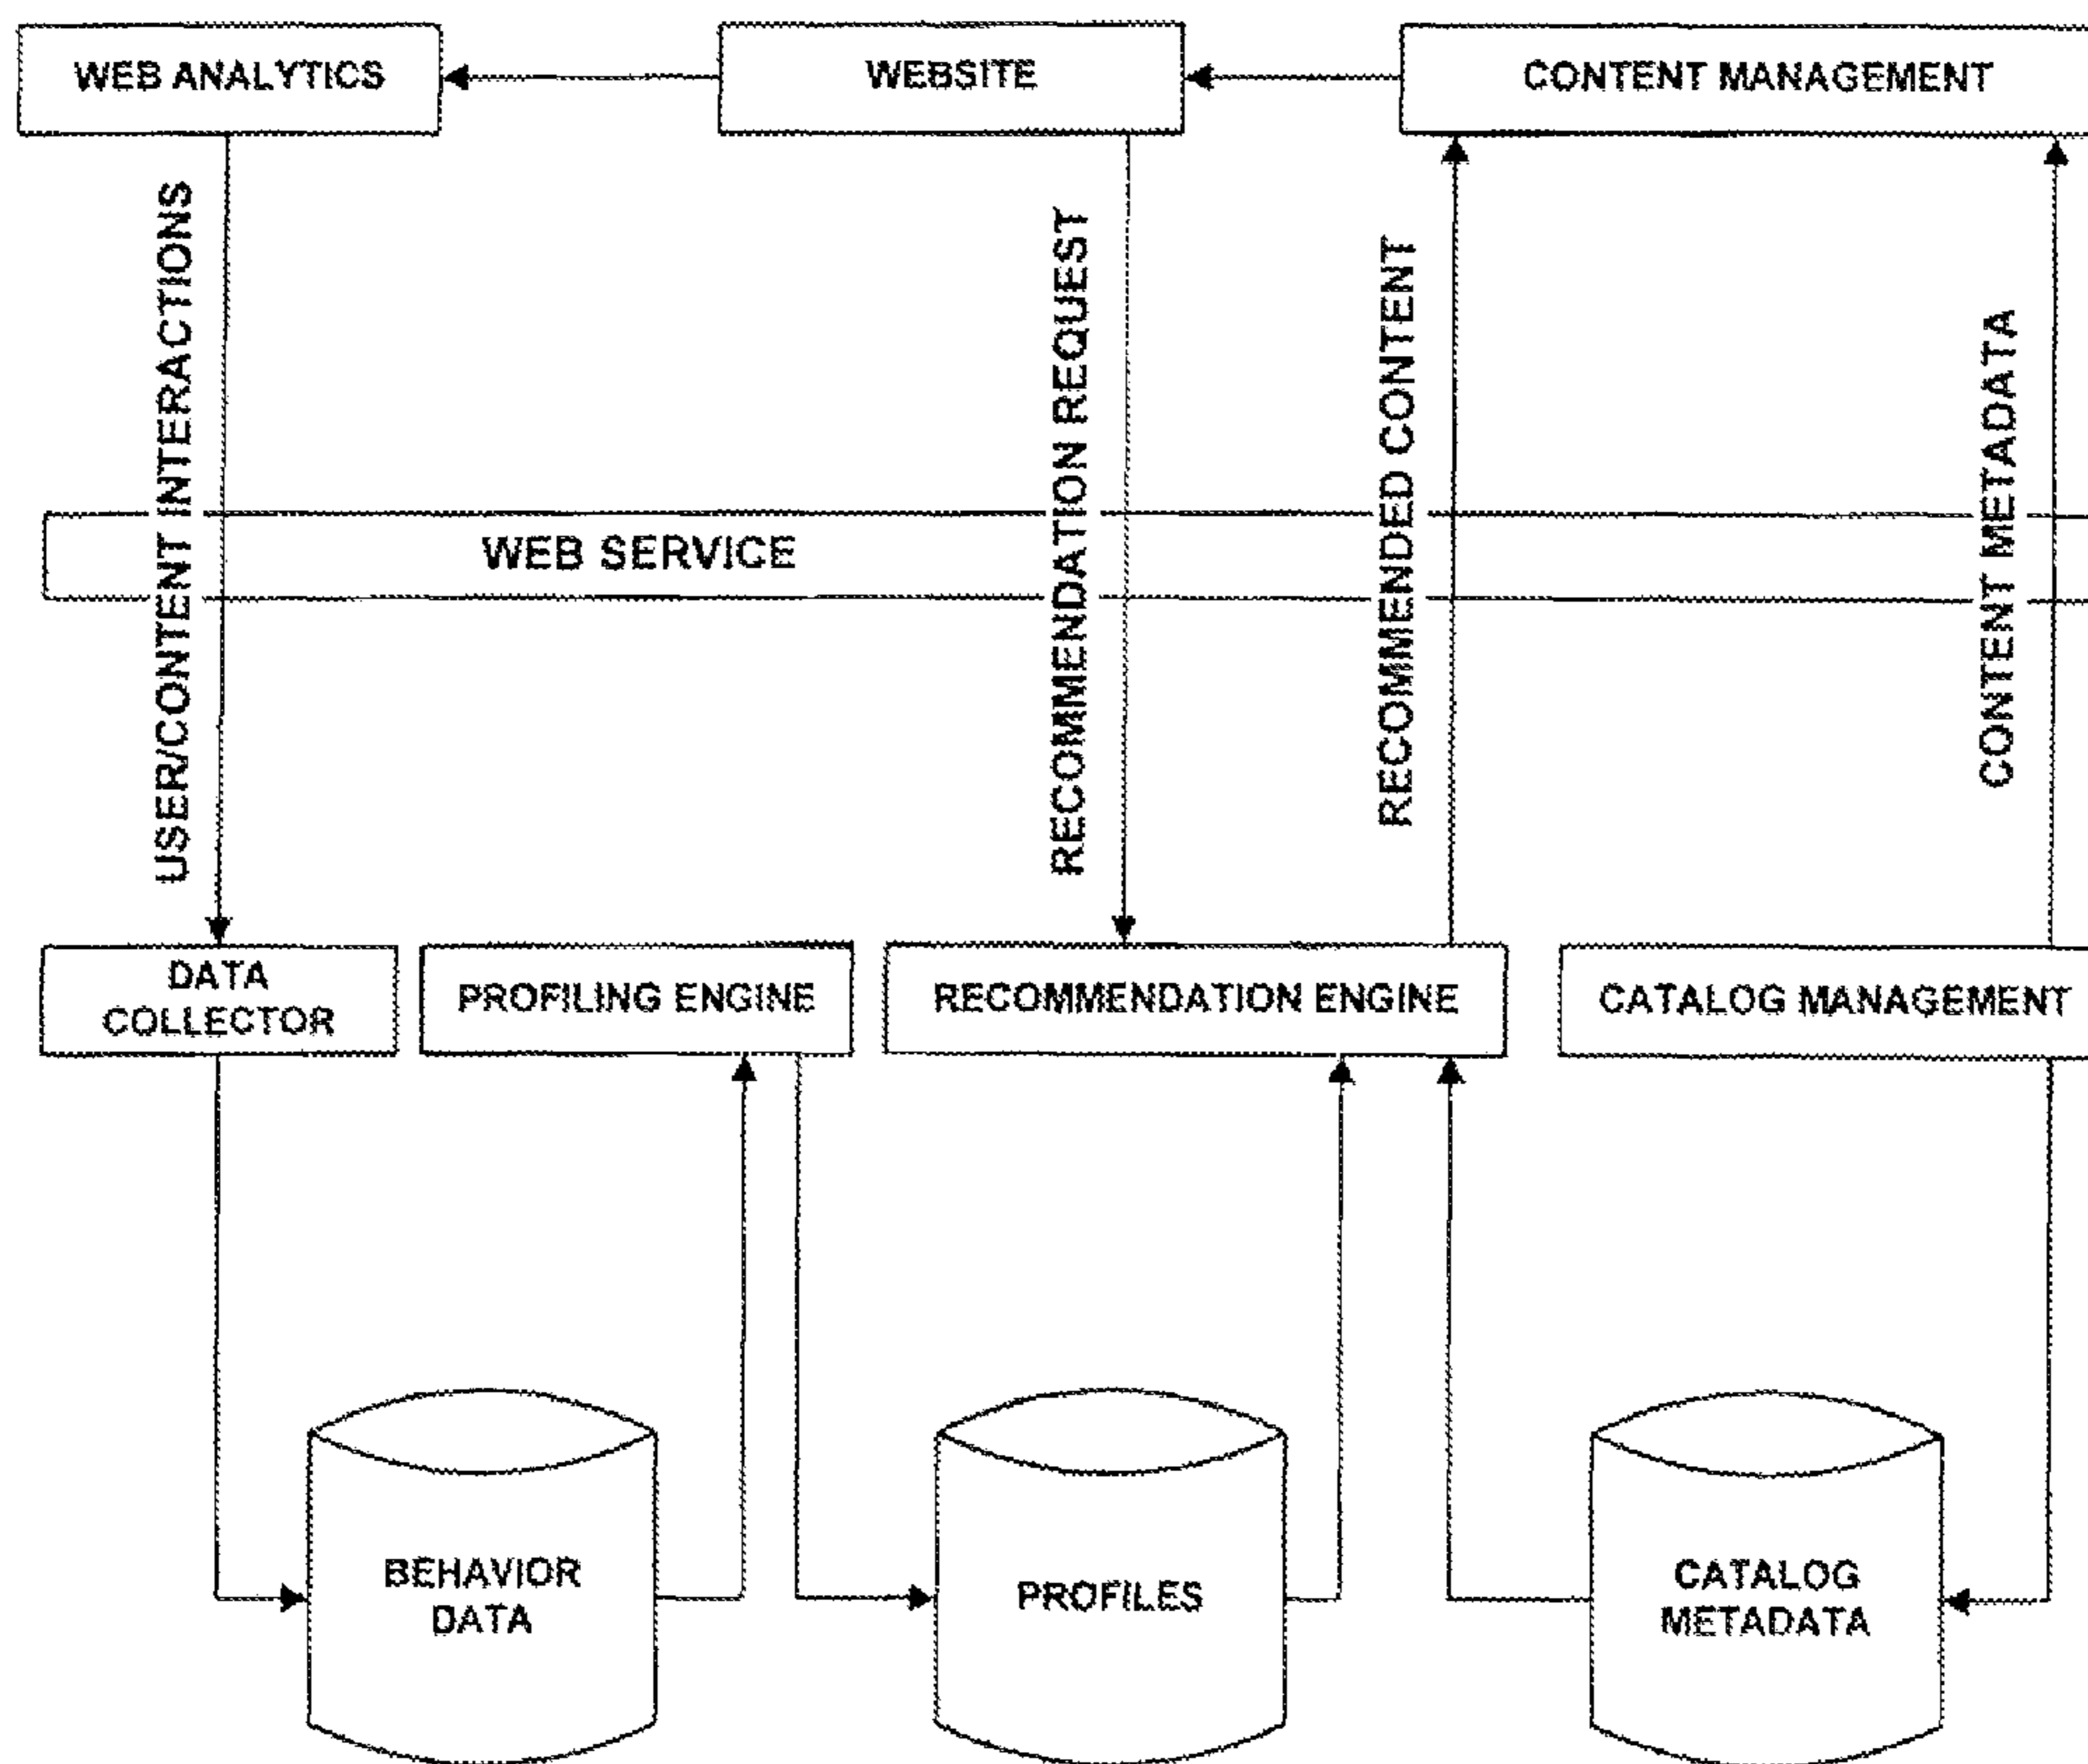 WEB ANALYTICS
WEBSITE
CONTENT MANAGEMENT
USER/CONTENT INTERACTIONS
RECOMMENDATION REQUEST
RECOMMENDED CONTENT
CONTENT METADATA
WEB SERVICE
DATA
COLLECTOR
PROFILING ENGINE
RECOMMENDATION ENGINE
CATALOG MANAGEMENT
BEHAVIOR
DATA
PROFILES
CATALOG
METADATA